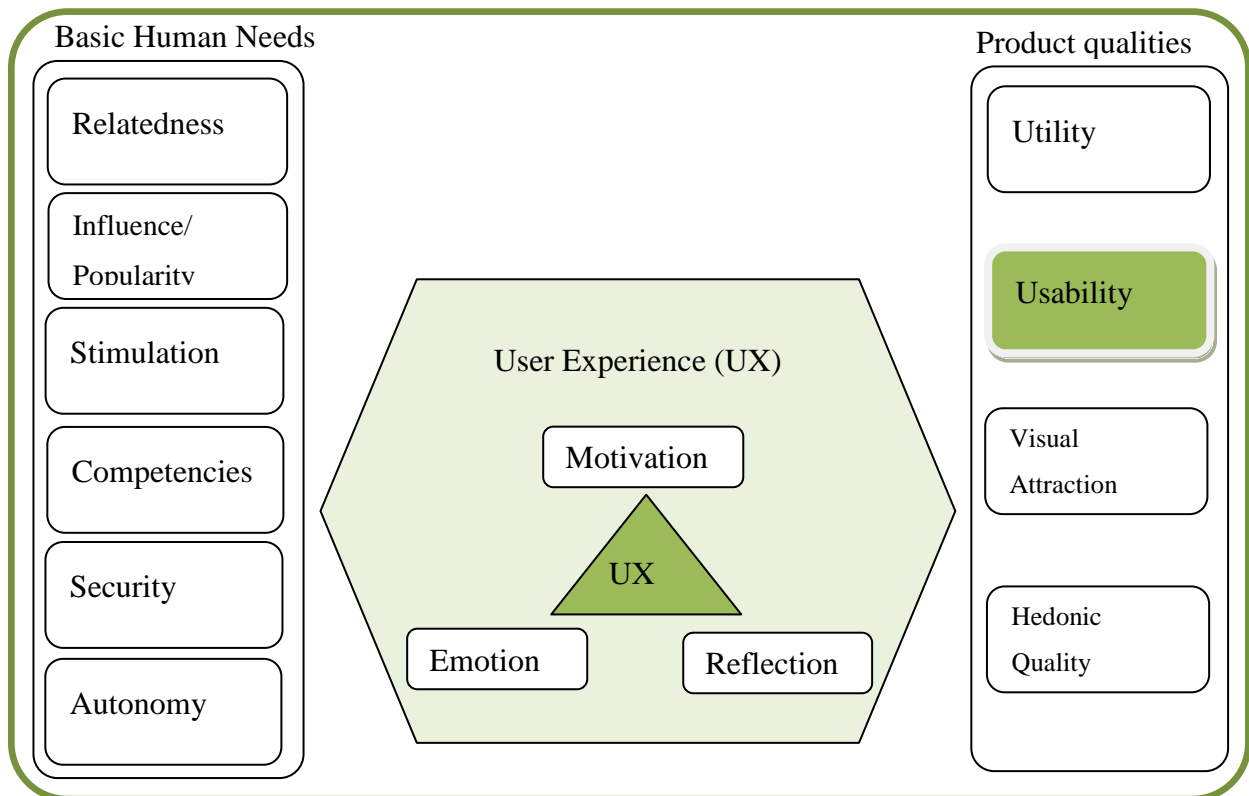 Basic Human Needs
Relatedness
Influence/
Popularity
Stimulation
Competencies
Security
Autonomy
User Experience (UX)
Motivation
UX
Emotion
Reflection
Product qualities
Utility
Usability
Visual
Attraction
Hedonic
Quality